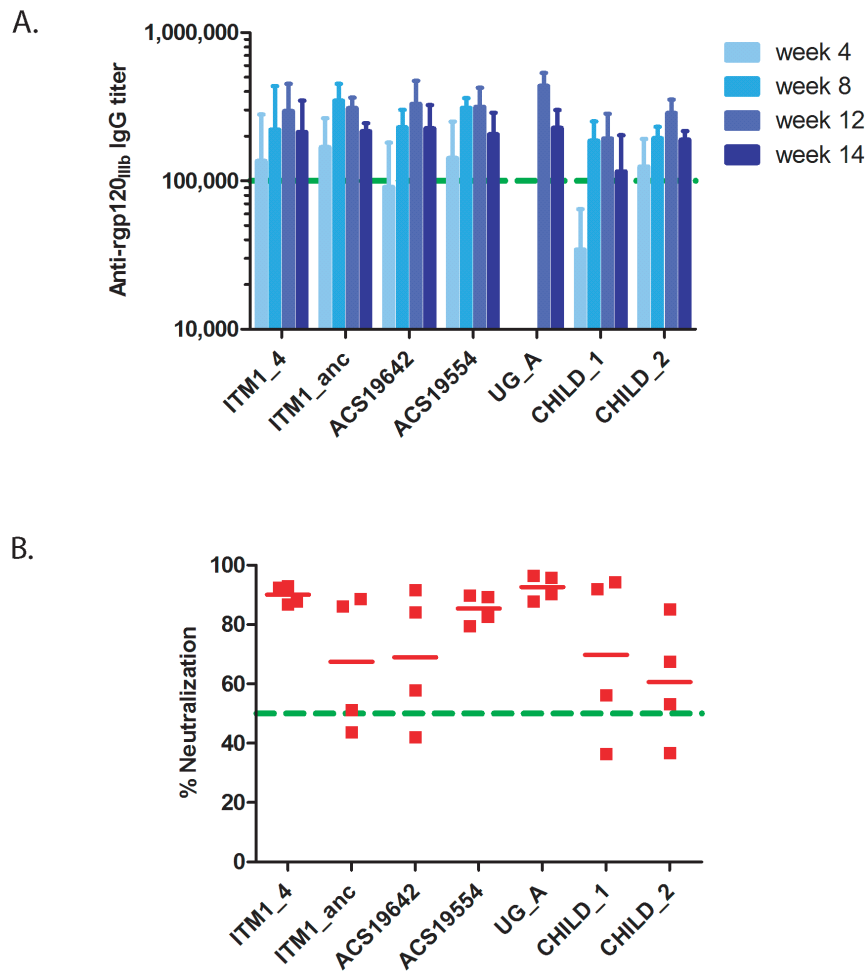 A.
1,000,000
100,000
10,000
Anti-rgp120IIIb IgG titer
week 4
week 8
week 12
week 14
ITM1_4
ITM1_anc
ACS19642
ACS19554
UG_A
CHILD_1
CHILD_2
B.
100
80
60
40
20
0
% Neutralization
ITM1_4
ITM1_anc
ACS19642
ACS19554
UG_A
CHILD_1
CHILD_2